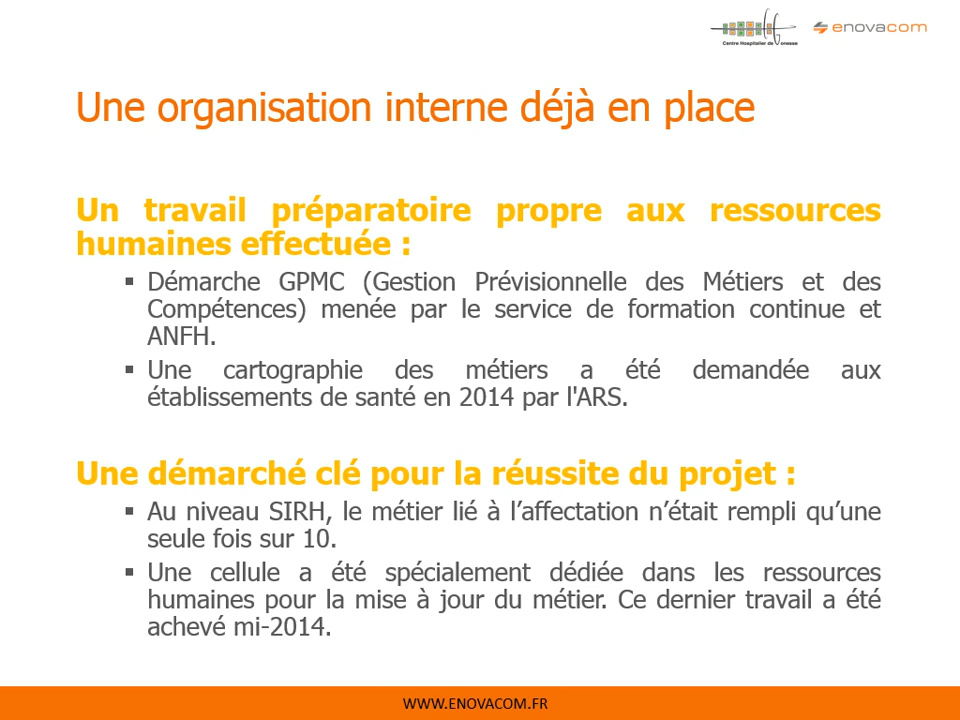 Centre Hospitalier de Gonesse
enovacom
Une organisation interne déjà en place
Un travail préparatoire propre aux ressources
humaines effectuée :
▪ Démarche GPMC (Gestion Prévisionnelle des Métiers et des
Compétences) menée par le service de formation continue et
ANFH.
▪ Une cartographie des métiers a été demandée aux
établissements de santé en 2014 par l'ARS.
Une démarché clé pour la réussite du projet :
▪ Au niveau SIRH, le métier lié à l’affectation n’était rempli qu’une
seule fois sur 10.
▪ Une cellule a été spécialement dédiée dans les ressources
humaines pour la mise à jour du métier. Ce dernier travail a été
achevé mi-2014.
WWW.ENOVACOM.FR